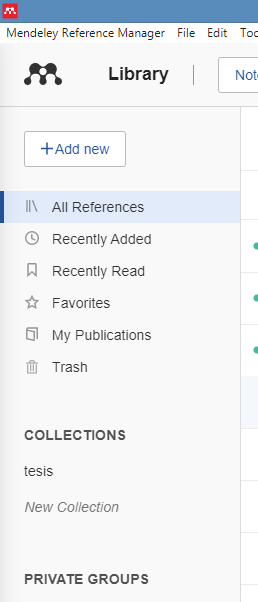 Mendeley Reference Manager File Edit
Library
Add new
All References
Recently Added
Recently Read
Favorites
My Publications
Trash
COLLECTIONS
tesis
New Collection
PRIVATE GROUPS